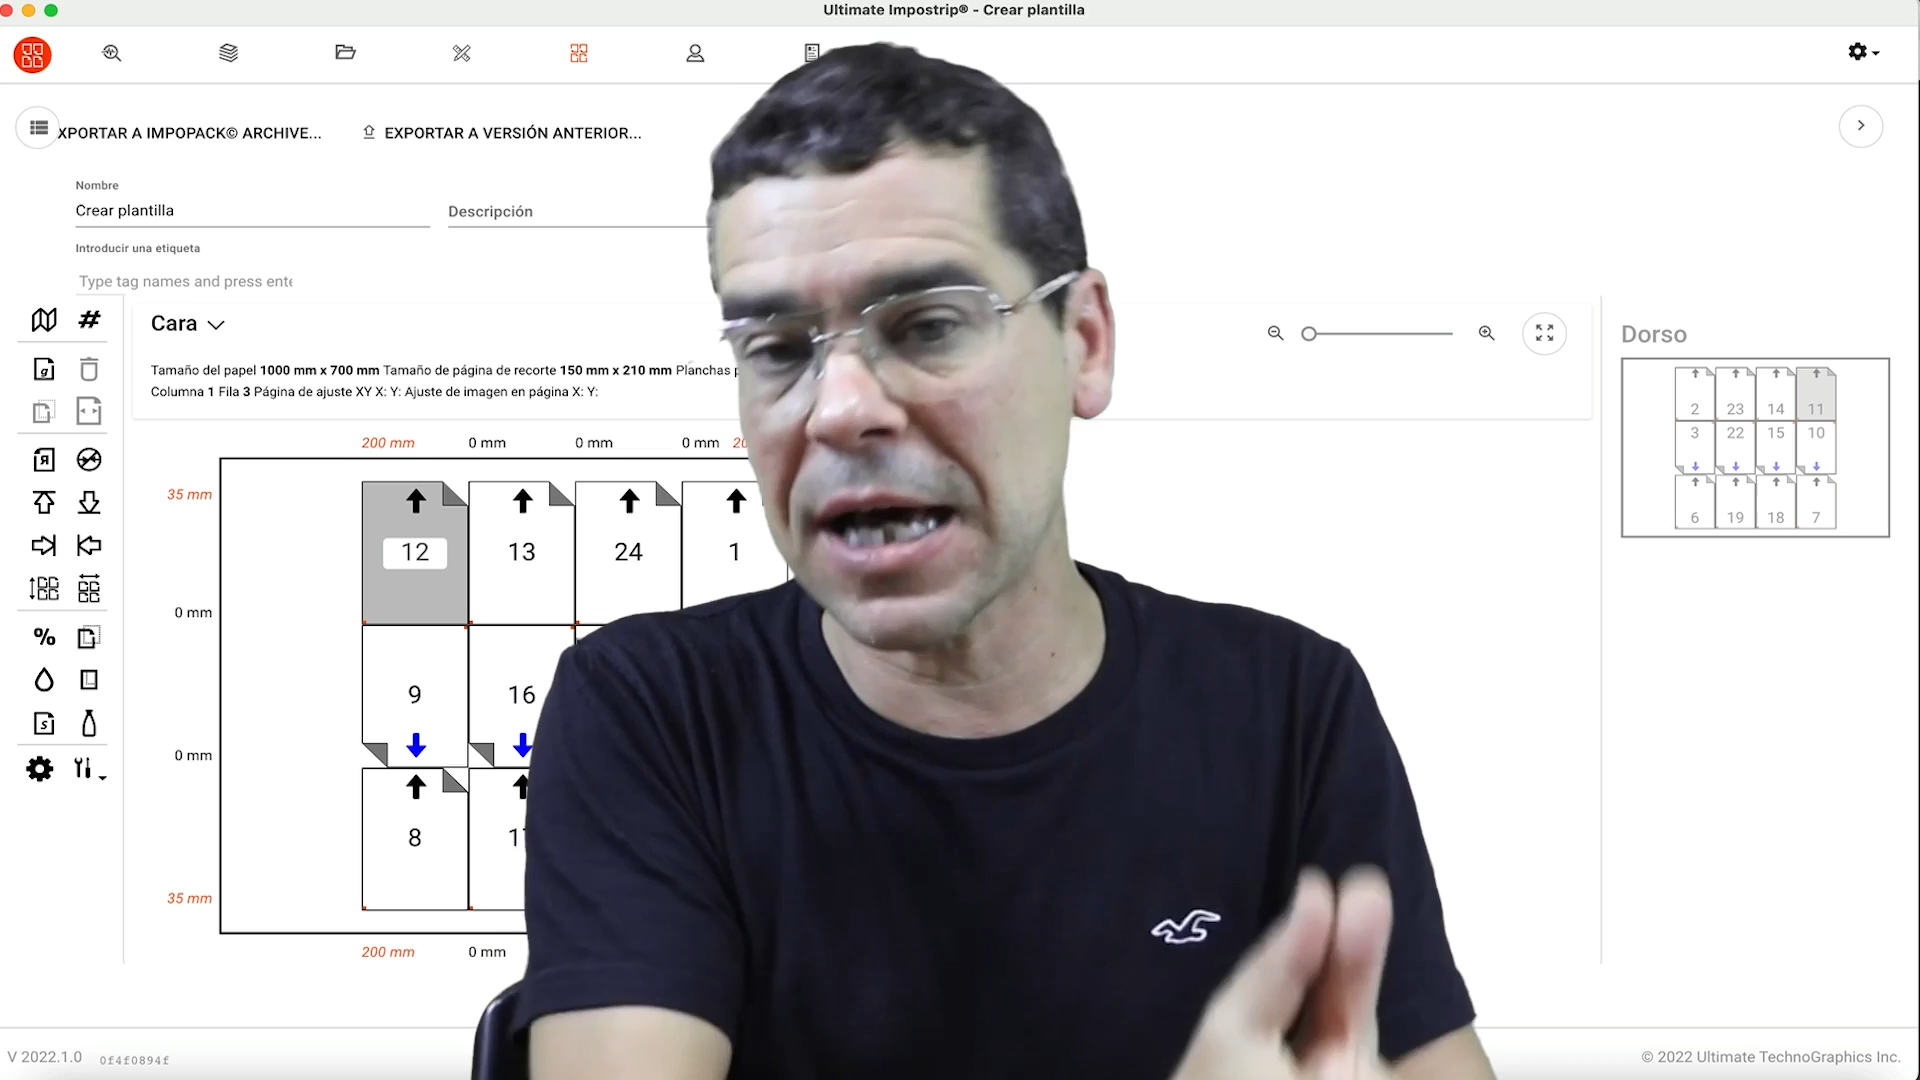 Ultimate Impostrip® - Crear plantilla
XPORTAR A IMPOPACK© ARCHIVE... EXPORTAR A VERSIÓN ANTERIOR...
Nombre
Crear plantilla
Descripción
Introducir una etiqueta
Type tag names and press ente
Cara
Tamaño del papel 1000 mm x 700 mm Tamaño de página de recorte 150 mm x 210 mm Planchas
Columna 1 Fila 3 Página de ajuste XY X: Y: Ajuste de imagen en página X: Y:
200 mm 0 mm 0 mm 0 mm 20
35 mm
12 13 24 1
0 mm
9 16
0 mm
8
35 mm
200 mm 0 mm
Dorso
2 23 14 11
3 22 15 10
6 19 18 7
V 2022.1.0 0f4f0894f
© 2022 Ultimate TechnoGraphics Inc.